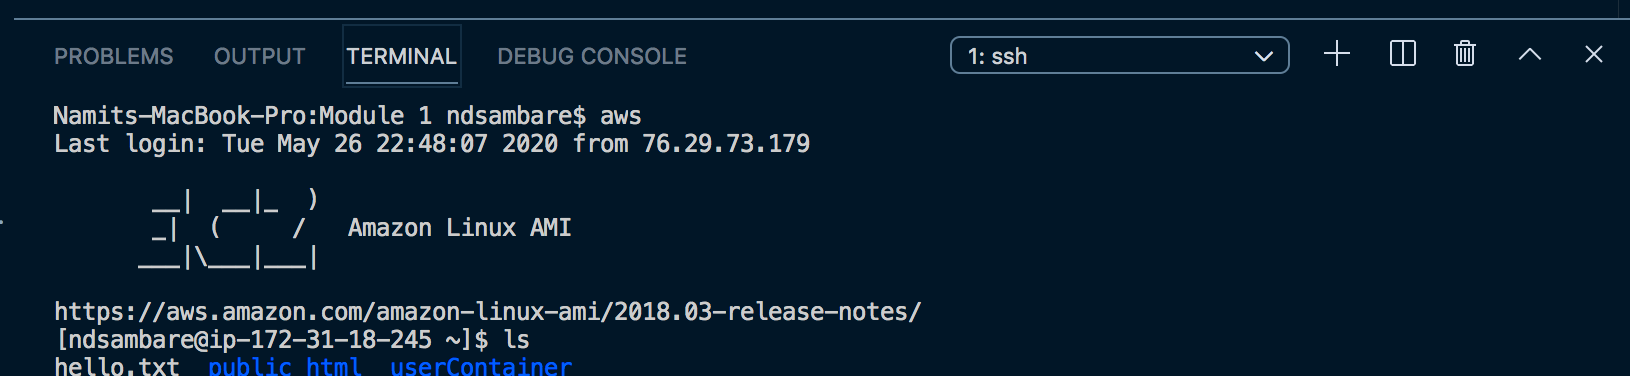 PROBLEMS OUTPUT TERMINAL DEBUG CONSOLE 1: ssh
Namits-MacBook-Pro:Module 1 ndsambare$ aws
Last login: Tue May 26 22:48:07 2020 from 76.29.73.179
__|  __|_  )
_|  (     /   Amazon Linux AMI
___|\___|___|
https://aws.amazon.com/amazon-linux-ami/2018.03-release-notes/
[ndsambare@ip-172-31-18-245 ~]$ ls
hello.txt  public_html  userContainer